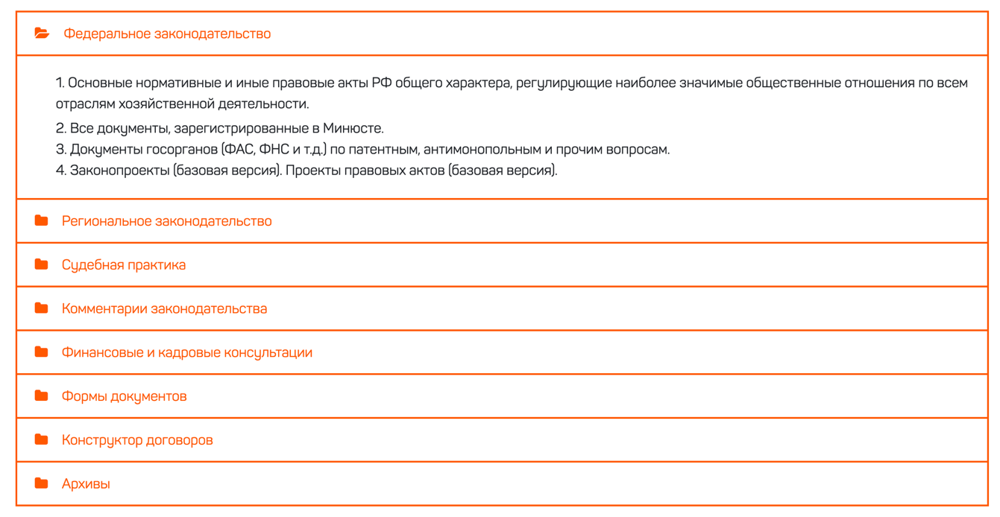 Федеральное законодательство
1. Основные нормативные и иные правовые акты РФ общего характера, регулирующие наиболее значимые общественные отношения по всем
отраслям хозяйственной деятельности.
2. Все документы, зарегистрированные в Минюсте.
3. Документы госорганов (ФАС, ФНС и т.д.) по патентным, антимонопольным и прочим вопросам.
4. Законопроекты (базовая версия). Проекты правовых актов (базовая версия).
Региональное законодательство
Судебная практика
Комментарии законодательства
Финансовые и кадровые консультации
Формы документов
Конструктор договоров
Архивы